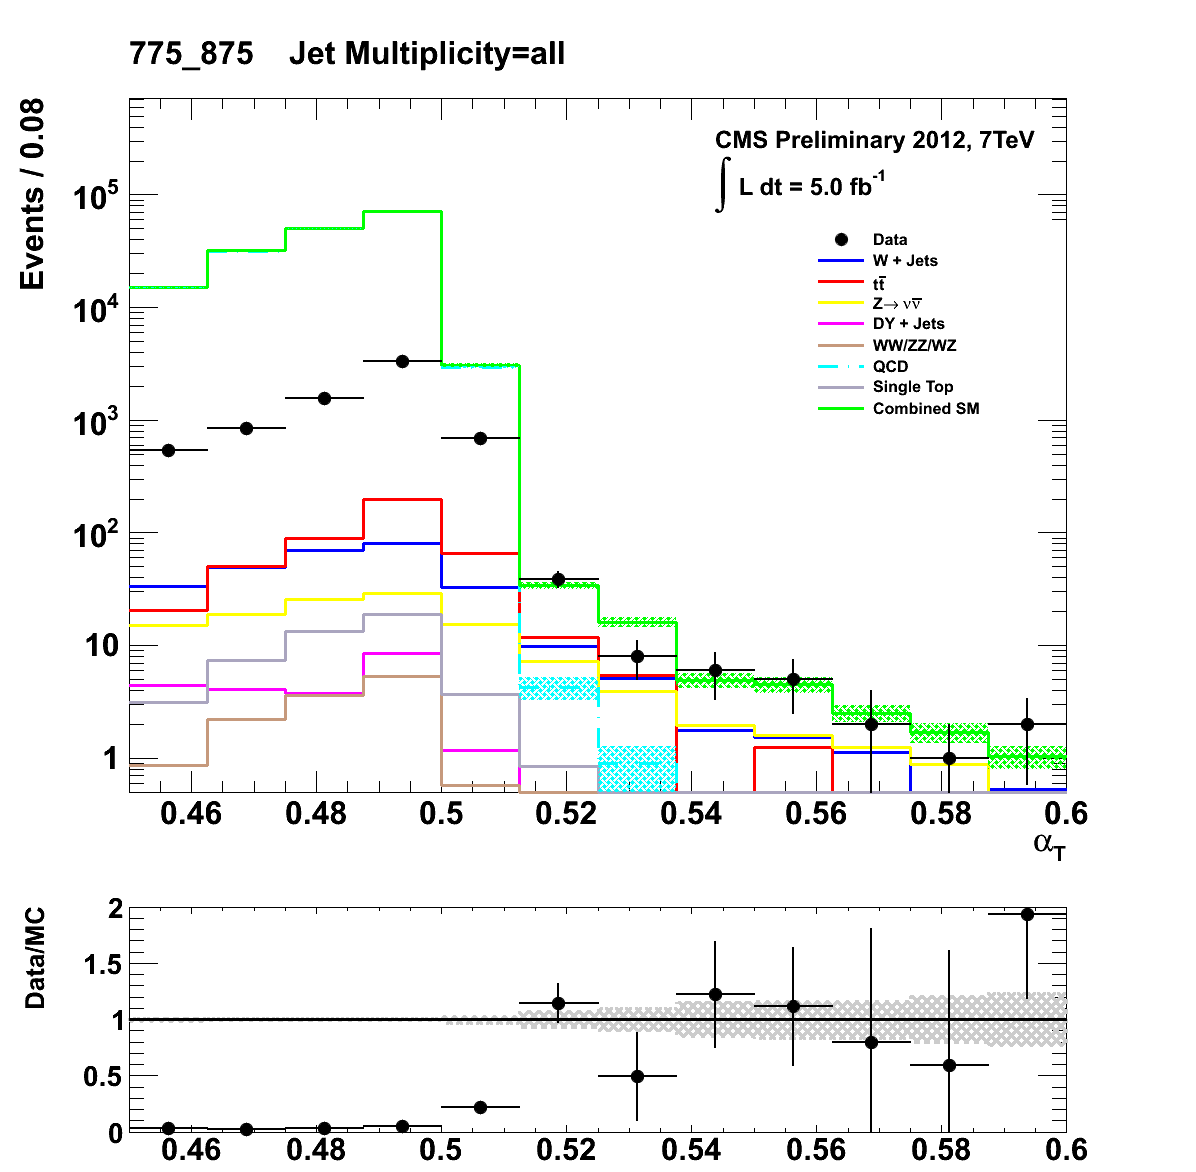 775_875 Jet Multiplicity=all
Events / 0.08
CMS Preliminary 2012, 7TeV
∫ L dt = 5.0 fb⁻¹
Data
W + Jets
tt̅
Z→ νν̅
DY + Jets
WW/ZZ/WZ
QCD
Single Top
Combined SM
10⁵
10⁴
10³
10²
10
1
0.46 0.48 0.5 0.52 0.54 0.56 0.58 0.6
α_T
Data/MC
2
1.5
1
0.5
0
0.46 0.48 0.5 0.52 0.54 0.56 0.58 0.6